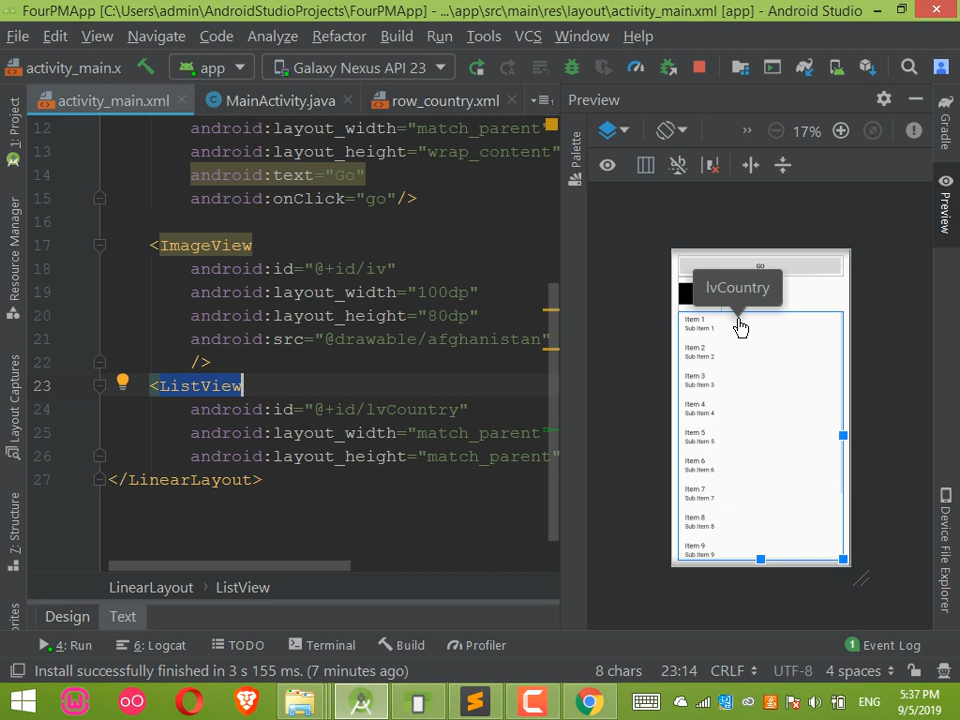 FourPMApp [C:\Users\admin\AndroidStudioProjects\FourPMApp] - ...\app\src\main\res\layout\activity_main.xml [app] - Android Studio
File Edit View Navigate Code Analyze Refactor Build Run Tools VCS Window Help
activity_main.x app Galaxy Nexus API 23
activity_main.xml MainActivity.java row_country.xml Preview
12 android:layout_width="match_parent"
13 android:layout_height="wrap_content"
14 android:text="Go"
15 android:onClick="go"/>
16
17 <ImageView
18 android:id="@+id/iv"
19 android:layout_width="100dp"
20 android:layout_height="80dp"
21 android:src="@drawable/afghanistan"
22 />
23 <ListView
24 android:id="@+id/lvCountry"
25 android:layout_width="match_parent"
26 android:layout_height="match_parent"
27 </LinearLayout>
LinearLayout › ListView
Design Text
1: Project
Resource Manager
Layout Captures
7: Structure
Palette
17%
GO
lvCountry
Item 1
Sub Item 1
Item 2
Sub Item 2
Item 3
Sub Item 3
Item 4
Sub Item 4
Item 5
Sub Item 5
Item 6
Sub Item 6
Item 7
Sub Item 7
Item 8
Sub Item 8
Item 9
Sub Item 9
Gradle
Preview
Device File Explorer
4: Run 6: Logcat TODO Terminal Build Profiler 1 Event Log
Install successfully finished in 3 s 155 ms. (7 minutes ago) 8 chars 23:14 CRLF UTF-8 4 spaces
ENG
5:37 PM
9/5/2019